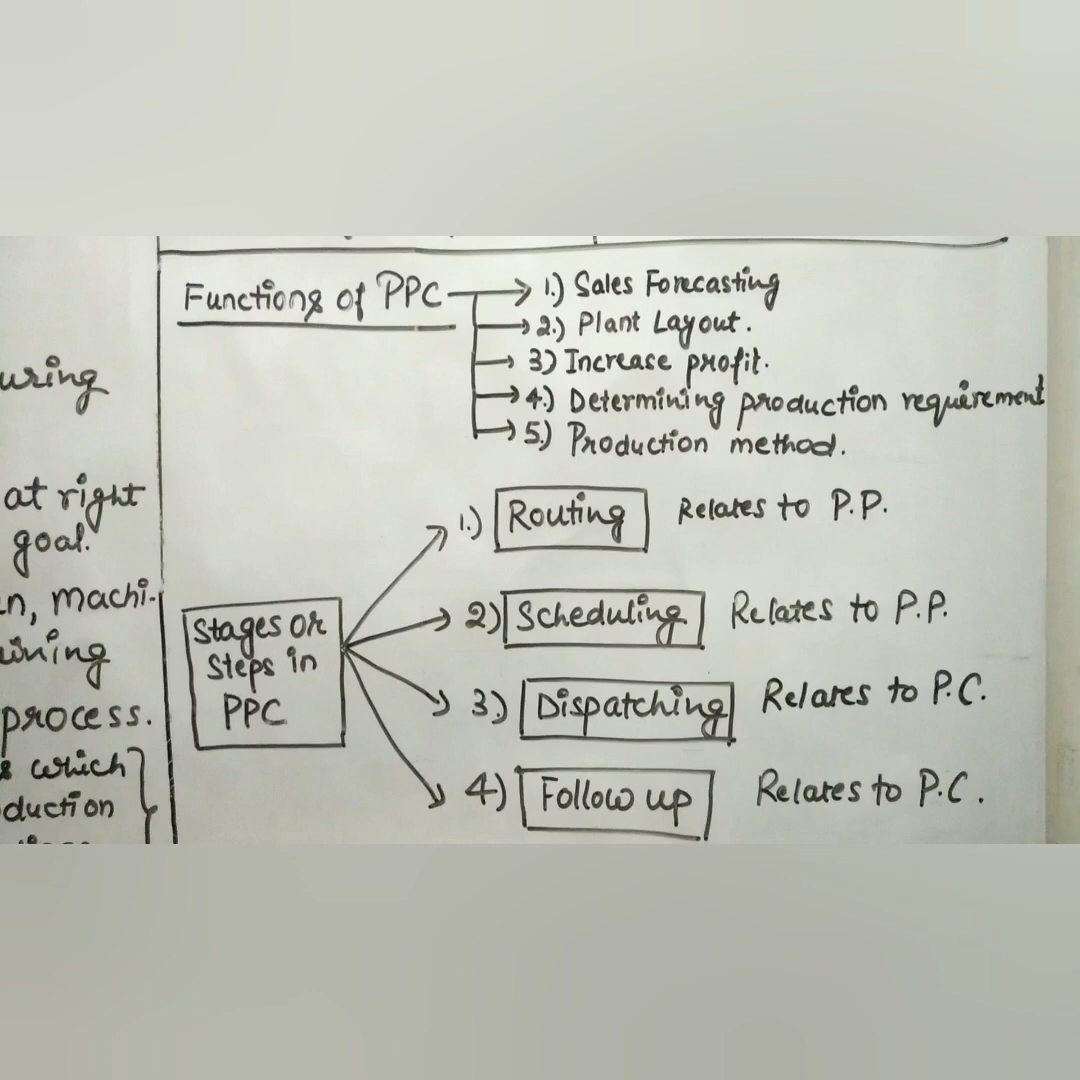 Functions of PPC
1.) Sales Forecasting
2.) Plant Layout.
3) Increase profit.
4.) Determining production requirement
5.) Production method.
Stages or
Steps in
PPC
1.) Routing Relates to P.P.
2) Scheduling Relates to P.P.
3.) Dispatching Relates to P.C.
4) Follow up Relates to P.C.
uring
at right
goal.
n, machi-
ining
process.
s which
duction